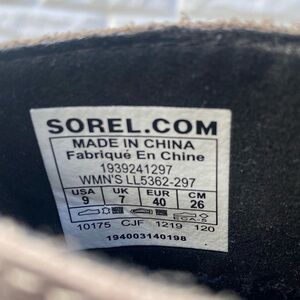 SOREL.COM
MADE IN CHINA
Fabriqué En Chine
1939241297
WMN'S LL5362-297
USA UK EUR CM
9 7 40 26
10175 CJF 1219 120
194003140198